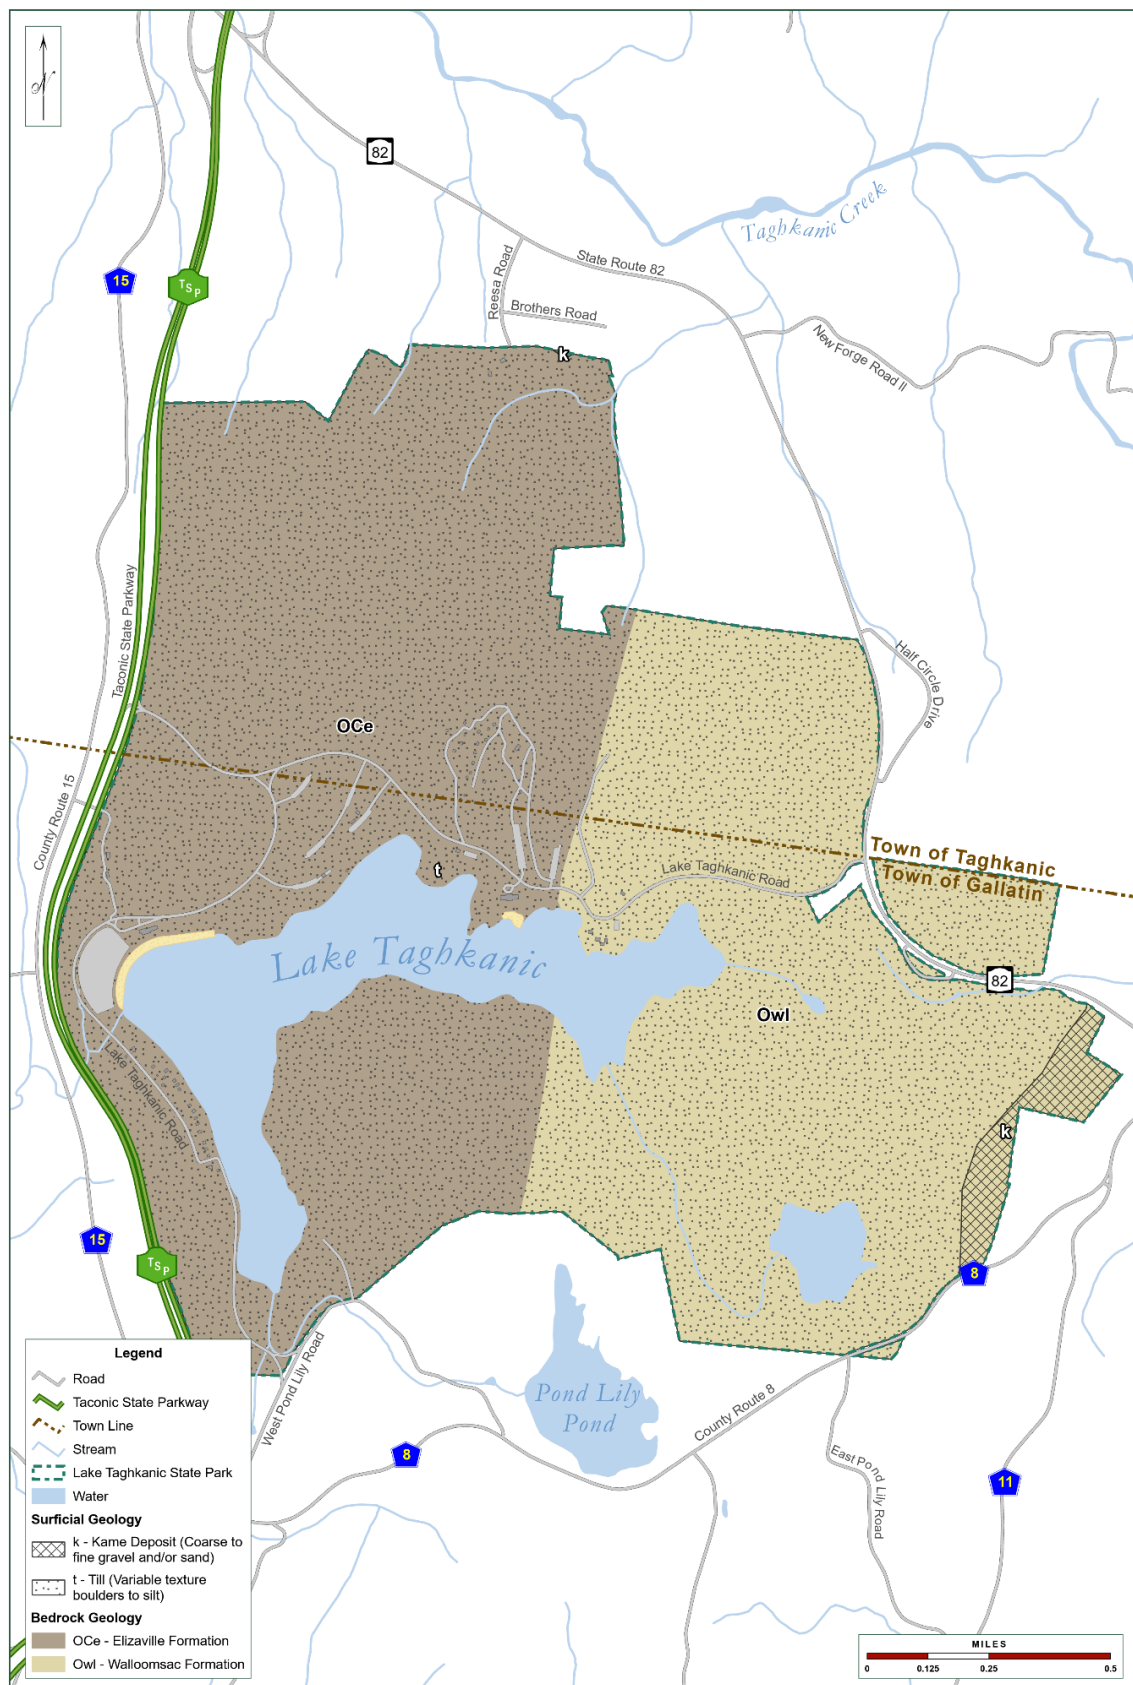 N
82
15
TSP
Taghkanic Creek
State Route 82
Reesa Road
Brothers Road
New Forge Road II
k
Taconic State Parkway
Half Circle Drive
OCe
County Route 15
Town of Taghkanic
Town of Gallatin
t
Lake Taghkanic Road
Lake Taghkanic
82
Owl
Lake Taghkanic Road
k
15
TSP
8
West Pond Lily Road
Pond Lily
Pond
County Route 8
8
East Pond Lily Road
11
Legend
Road
Taconic State Parkway
Town Line
Stream
Lake Taghkanic State Park
Water
Surficial Geology
k - Kame Deposit (Coarse to
fine gravel and/or sand)
t - Till (Variable texture
boulders to silt)
Bedrock Geology
OCe - Elizaville Formation
Owl - Walloomsac Formation
MILES
0 0.125 0.25 0.5